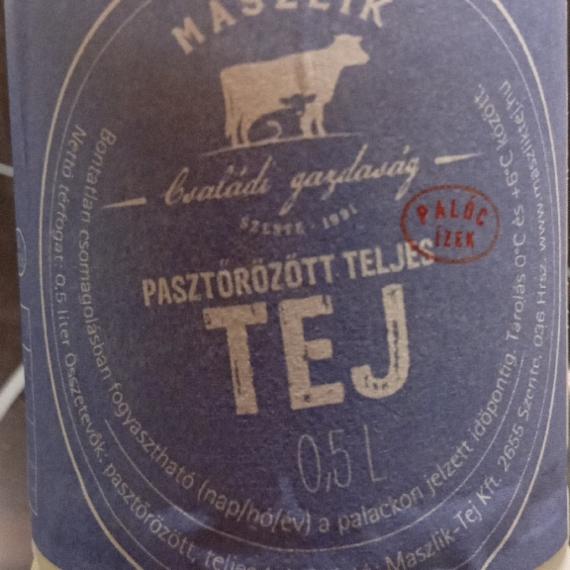 MASZLIK
Családi gazdaság
SZENTE · 1991
PALÓC
ÍZEK
PASZTŐRÖZÖTT TELJES
TEJ
0,5 L
Bontatlan csomagolásban fogyasztható (nap/hó/év) a palackon jelzett időpontig. Tárolás 0°C és +6°C között.
Nettó térfogat: 0,5 liter Összetevők: pasztőrözött, teljes Maszlik-Tej Kft. 2655 Szente, 036 Hrsz. www.maszliktej.hu